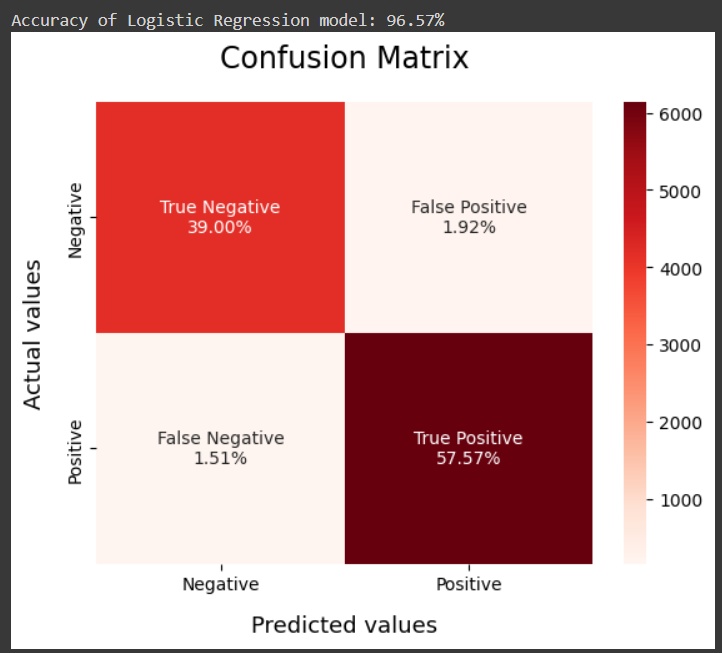 Accuracy of Logistic Regression model: 96.57%
Confusion Matrix
Actual values
Negative
True Negative
39.00%
False Positive
1.92%
Positive
False Negative
1.51%
True Positive
57.57%
Negative
Positive
Predicted values
6000
5000
4000
3000
2000
1000